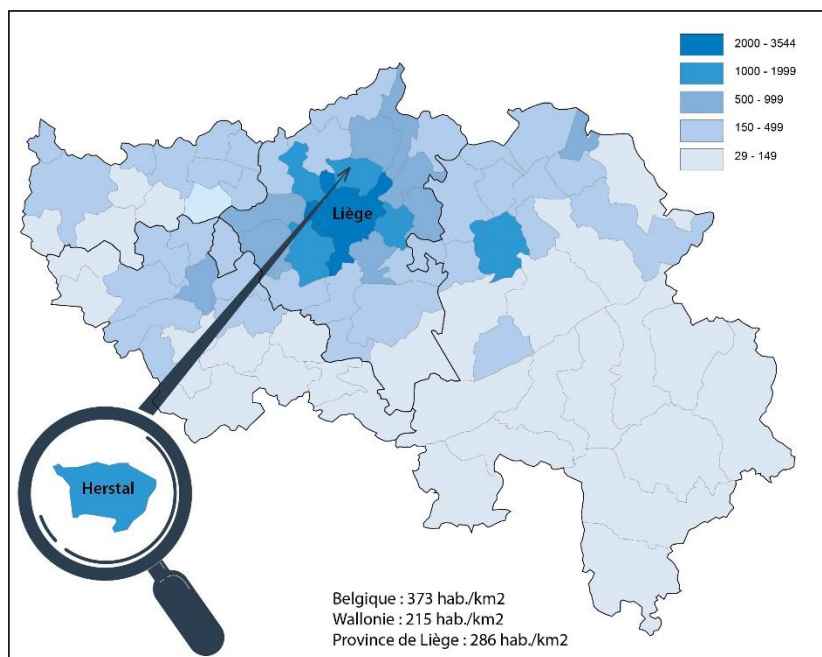 2000 - 3544
1000 - 1999
500 - 999
150 - 499
29 - 149
Liège
Herstal
Belgique : 373 hab./km2
Wallonie : 215 hab./km2
Province de Liège : 286 hab./km2